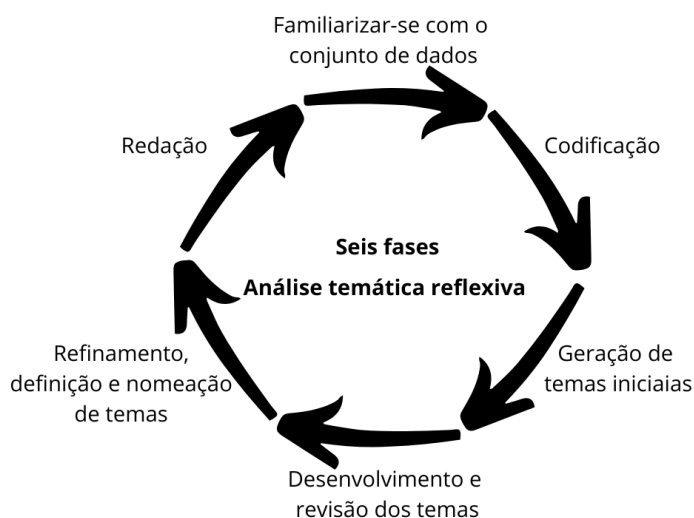 Familiarizar-se com o
conjunto de dados
Redação
Codificação
Seis fases
Análise temática reflexiva
Geração de
temas iniciaias
Refinamento,
definição e nomeação
de temas
Desenvolvimento e
revisão dos temas